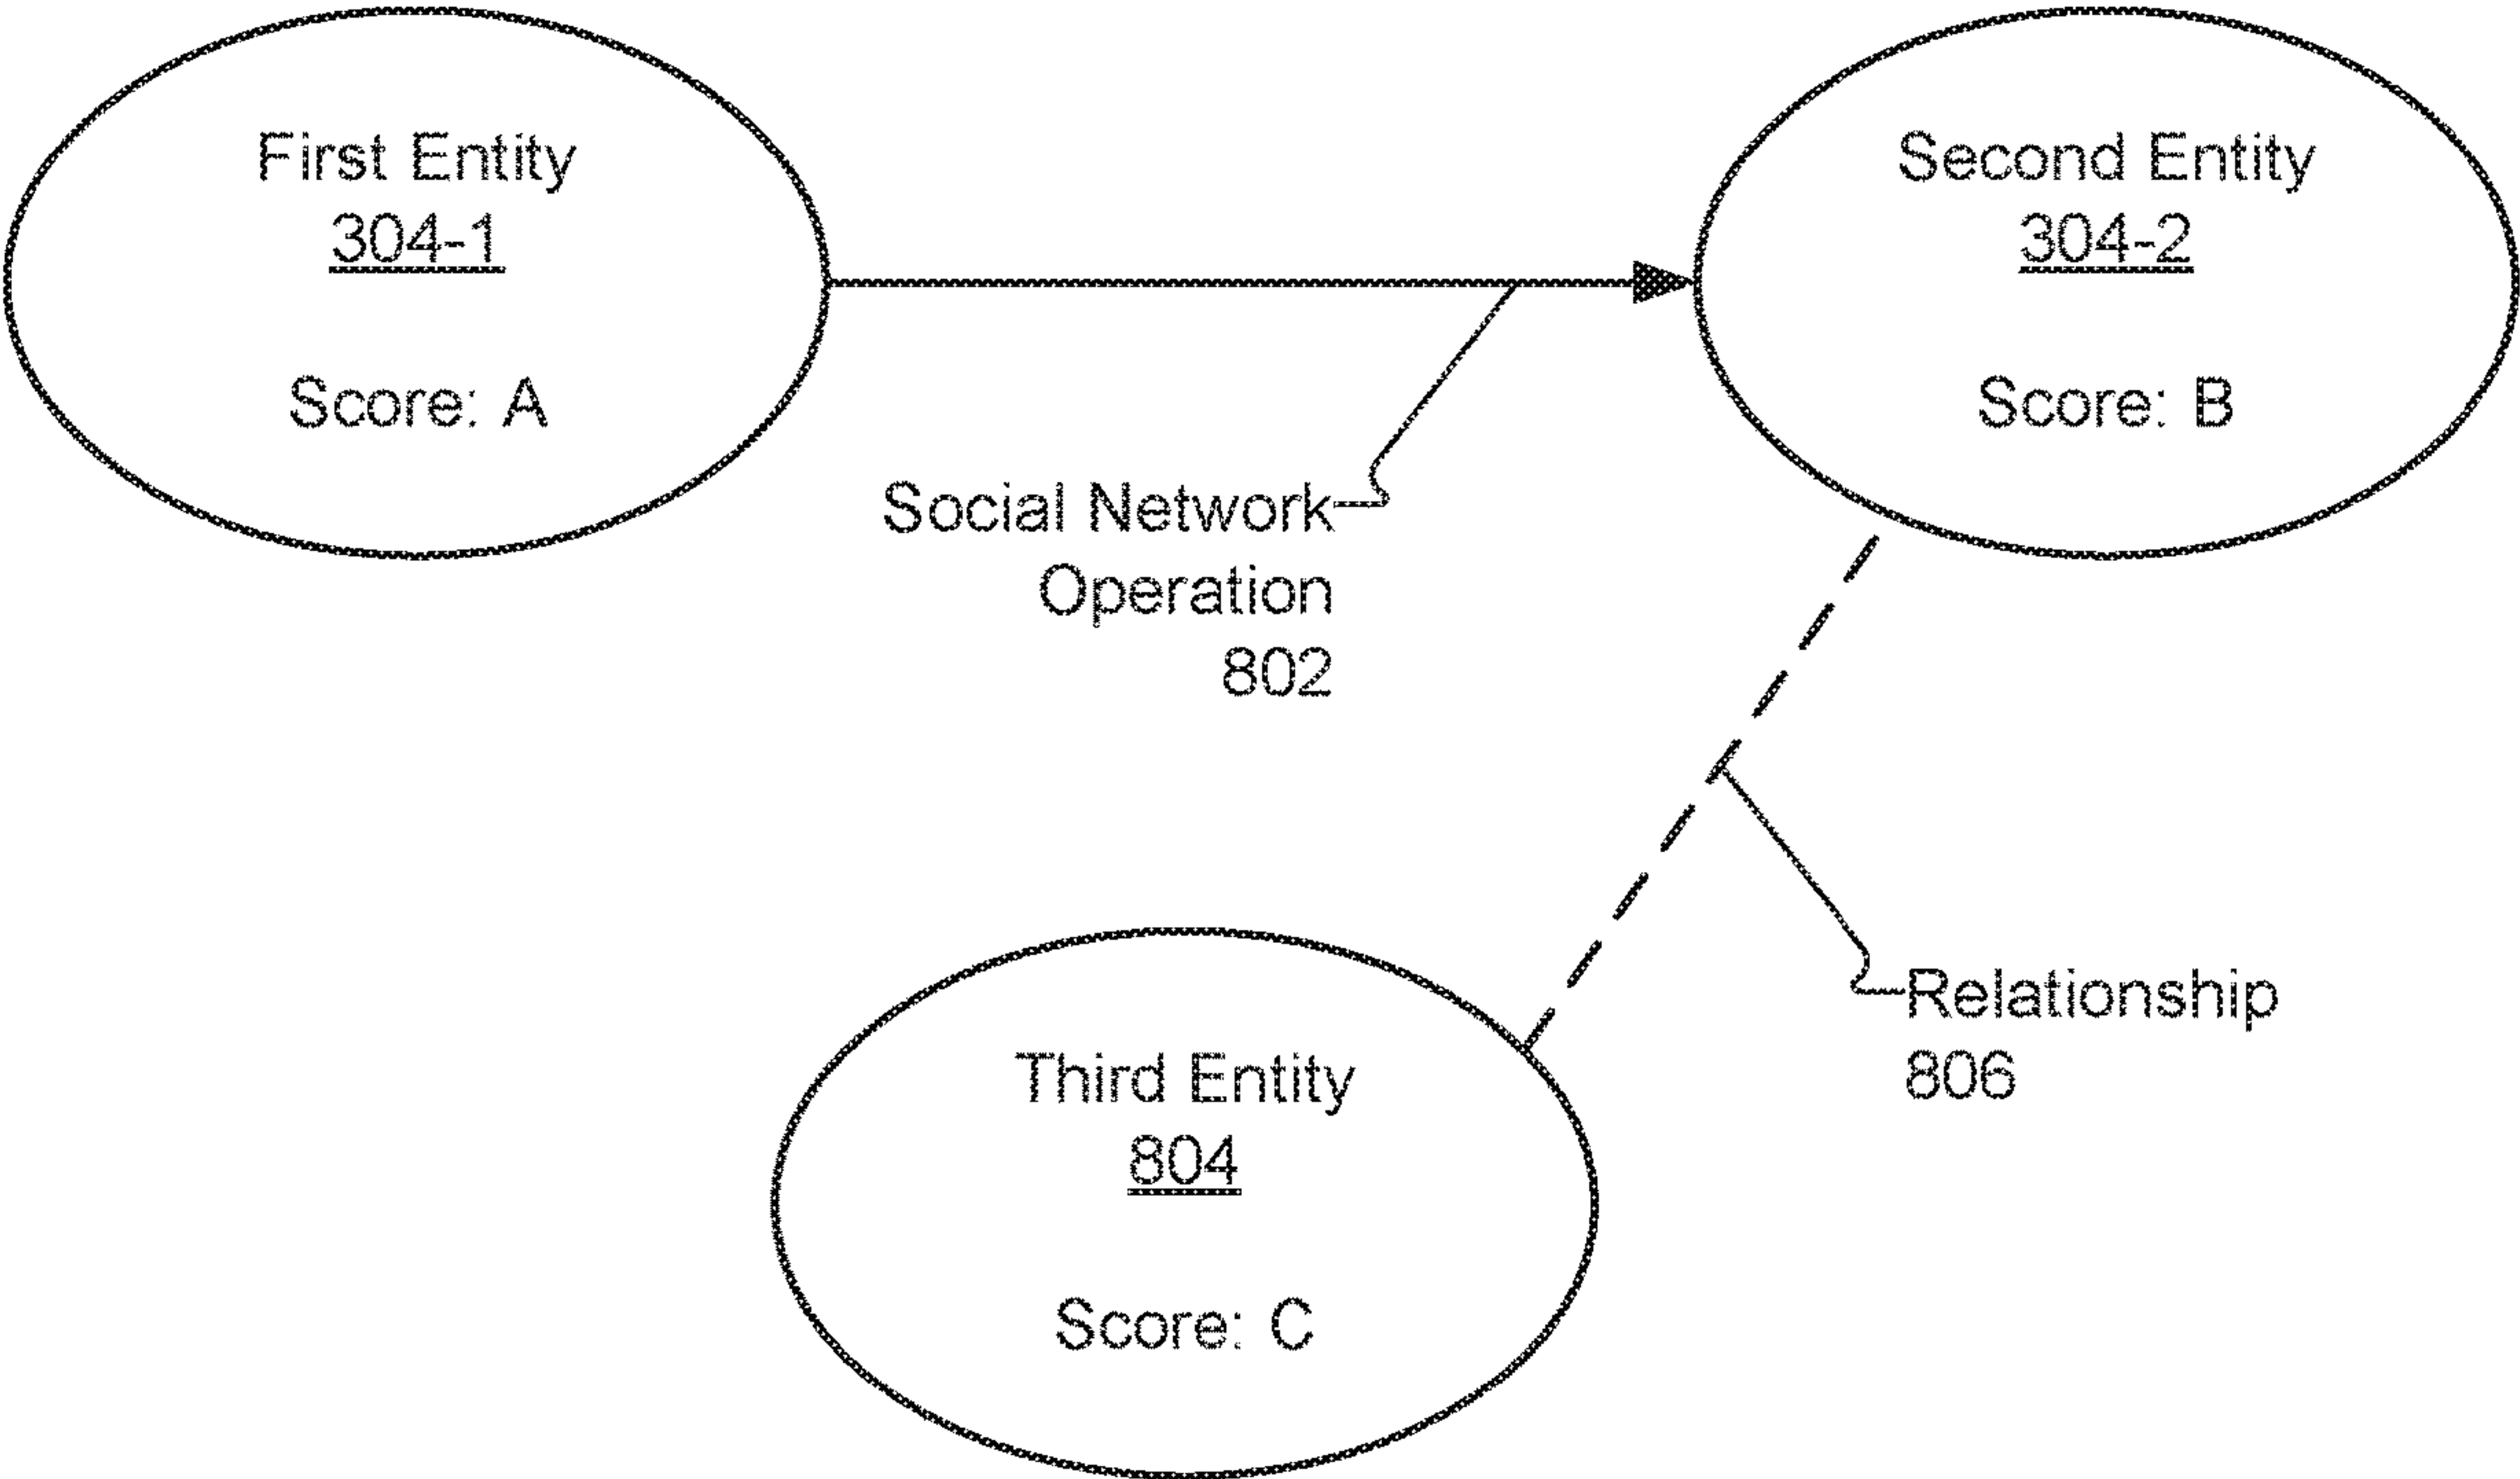 First Entity
304-1
Score: A
Second Entity
304-2
Score: B
Social Network
Operation
802
Relationship
806
Third Entity
804
Score: C